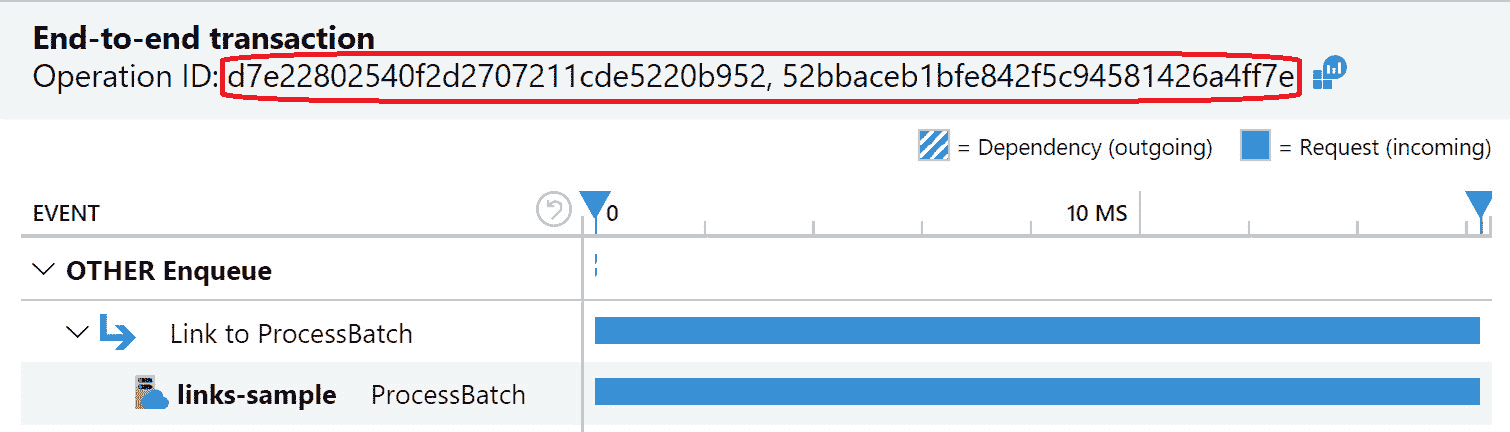 End-to-end transaction
Operation ID: d7e22802540f2d2707211cde5220b952, 52bbaceb1bfe842f5c94581426a4ff7e
= Dependency (outgoing) = Request (incoming)
EVENT 0 10 MS
OTHER Enqueue
Link to ProcessBatch
links-sample ProcessBatch